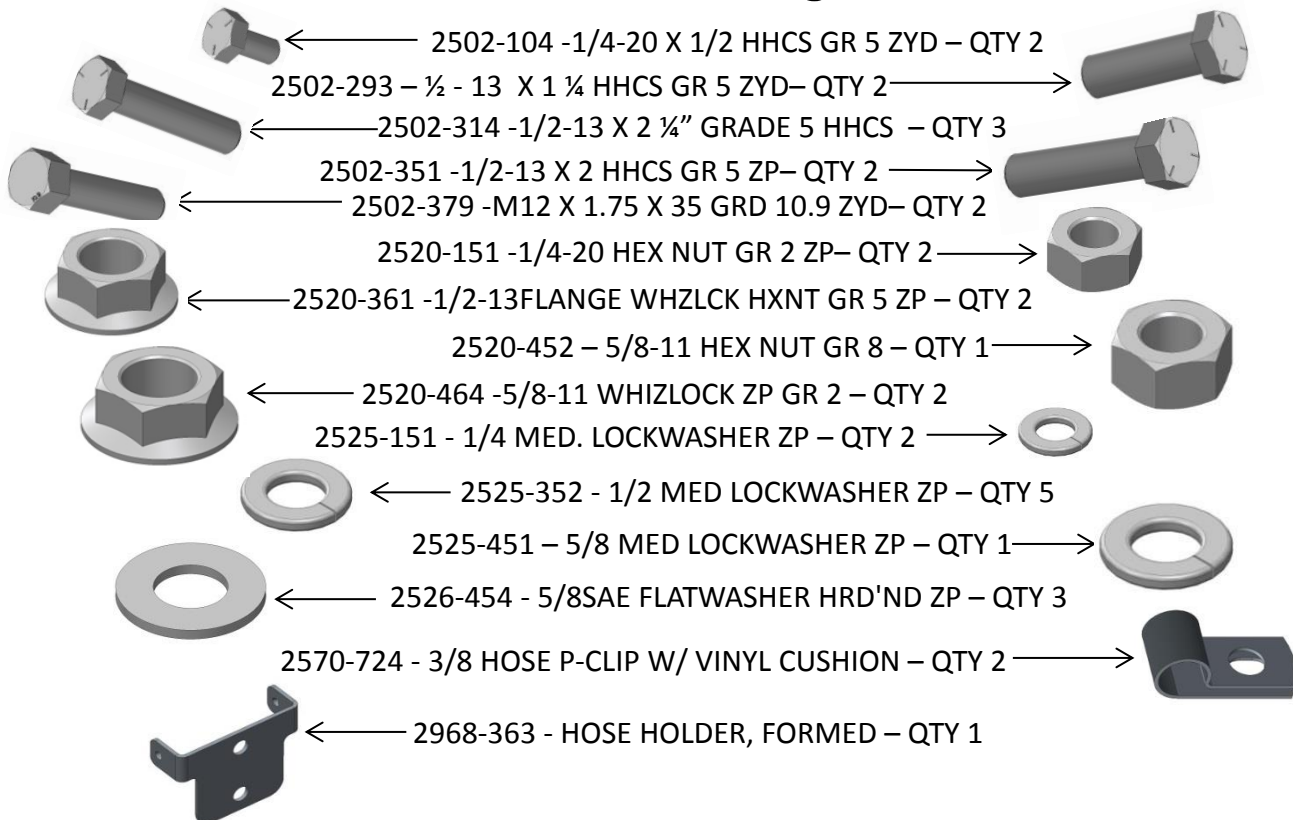 2502-104 -1/4-20 X 1/2 HHCS GR 5 ZYD – QTY 2
2502-293 – ½ - 13 X 1 ¼ HHCS GR 5 ZYD– QTY 2
2502-314 -1/2-13 X 2 ¼” GRADE 5 HHCS – QTY 3
2502-351 -1/2-13 X 2 HHCS GR 5 ZP– QTY 2
2502-379 -M12 X 1.75 X 35 GRD 10.9 ZYD– QTY 2
2520-151 -1/4-20 HEX NUT GR 2 ZP– QTY 2
2520-361 -1/2-13FLANGE WHZLCK HXNT GR 5 ZP – QTY 2
2520-452 – 5/8-11 HEX NUT GR 8 – QTY 1
2520-464 -5/8-11 WHIZLOCK ZP GR 2 – QTY 2
2525-151 - 1/4 MED. LOCKWASHER ZP – QTY 2
2525-352 - 1/2 MED LOCKWASHER ZP – QTY 5
2525-451 – 5/8 MED LOCKWASHER ZP – QTY 1
2526-454 - 5/8SAE FLATWASHER HRD'ND ZP – QTY 3
2570-724 - 3/8 HOSE P-CLIP W/ VINYL CUSHION – QTY 2
2968-363 - HOSE HOLDER, FORMED – QTY 1